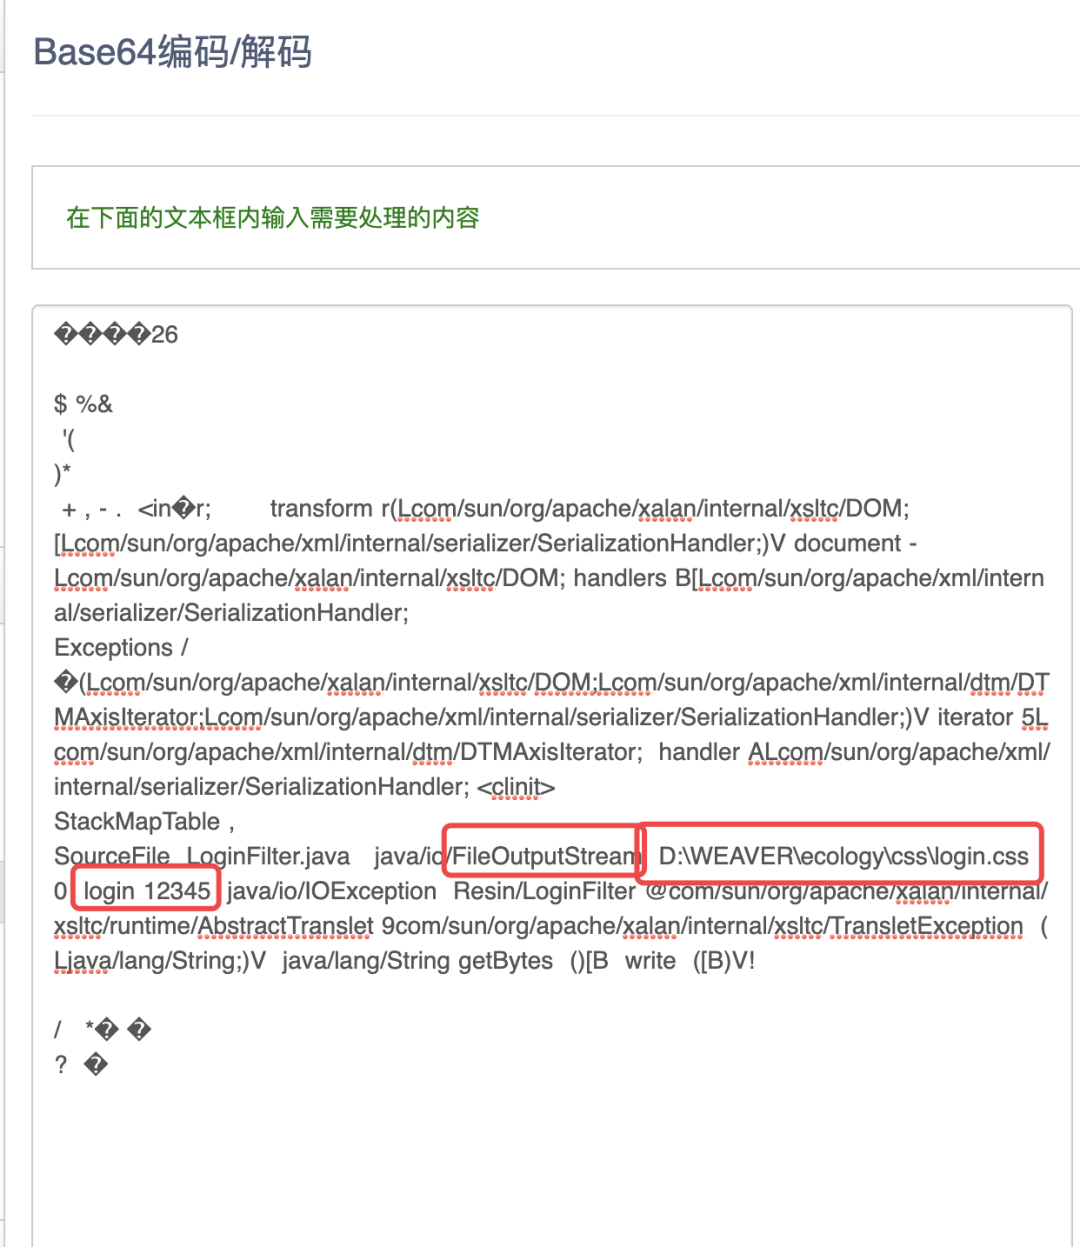 Base64编码/解码
在下面的文本框内输入需要处理的内容
����26
$ %&
'(
)*
+ , - .  <in�r;       transform r(Lcom/sun/org/apache/xalan/internal/xsltc/DOM;
[Lcom/sun/org/apache/xml/internal/serializer/SerializationHandler;)V document -
Lcom/sun/org/apache/xalan/internal/xsltc/DOM; handlers B[Lcom/sun/org/apache/xml/intern
al/serializer/SerializationHandler;
Exceptions /
�(Lcom/sun/org/apache/xalan/internal/xsltc/DOM;Lcom/sun/org/apache/xml/internal/dtm/DT
MAxisIterator;Lcom/sun/org/apache/xml/internal/serializer/SerializationHandler;)V iterator 5L
com/sun/org/apache/xml/internal/dtm/DTMAxisIterator;  handler ALcom/sun/org/apache/xml/
internal/serializer/SerializationHandler; <clinit>
StackMapTable ,
SourceFile  LoginFilter.java   java/io/FileOutputStream  D:\WEAVER\ecology\css\login.css
0  login 12345  java/io/IOException  Resin/LoginFilter @com/sun/org/apache/xalan/internal/
xsltc/runtime/AbstractTranslet 9com/sun/org/apache/xalan/internal/xsltc/TransletException  (
Ljava/lang/String;)V  java/lang/String getBytes  ()[B  write  ([B)V!
/   *� �
?  �